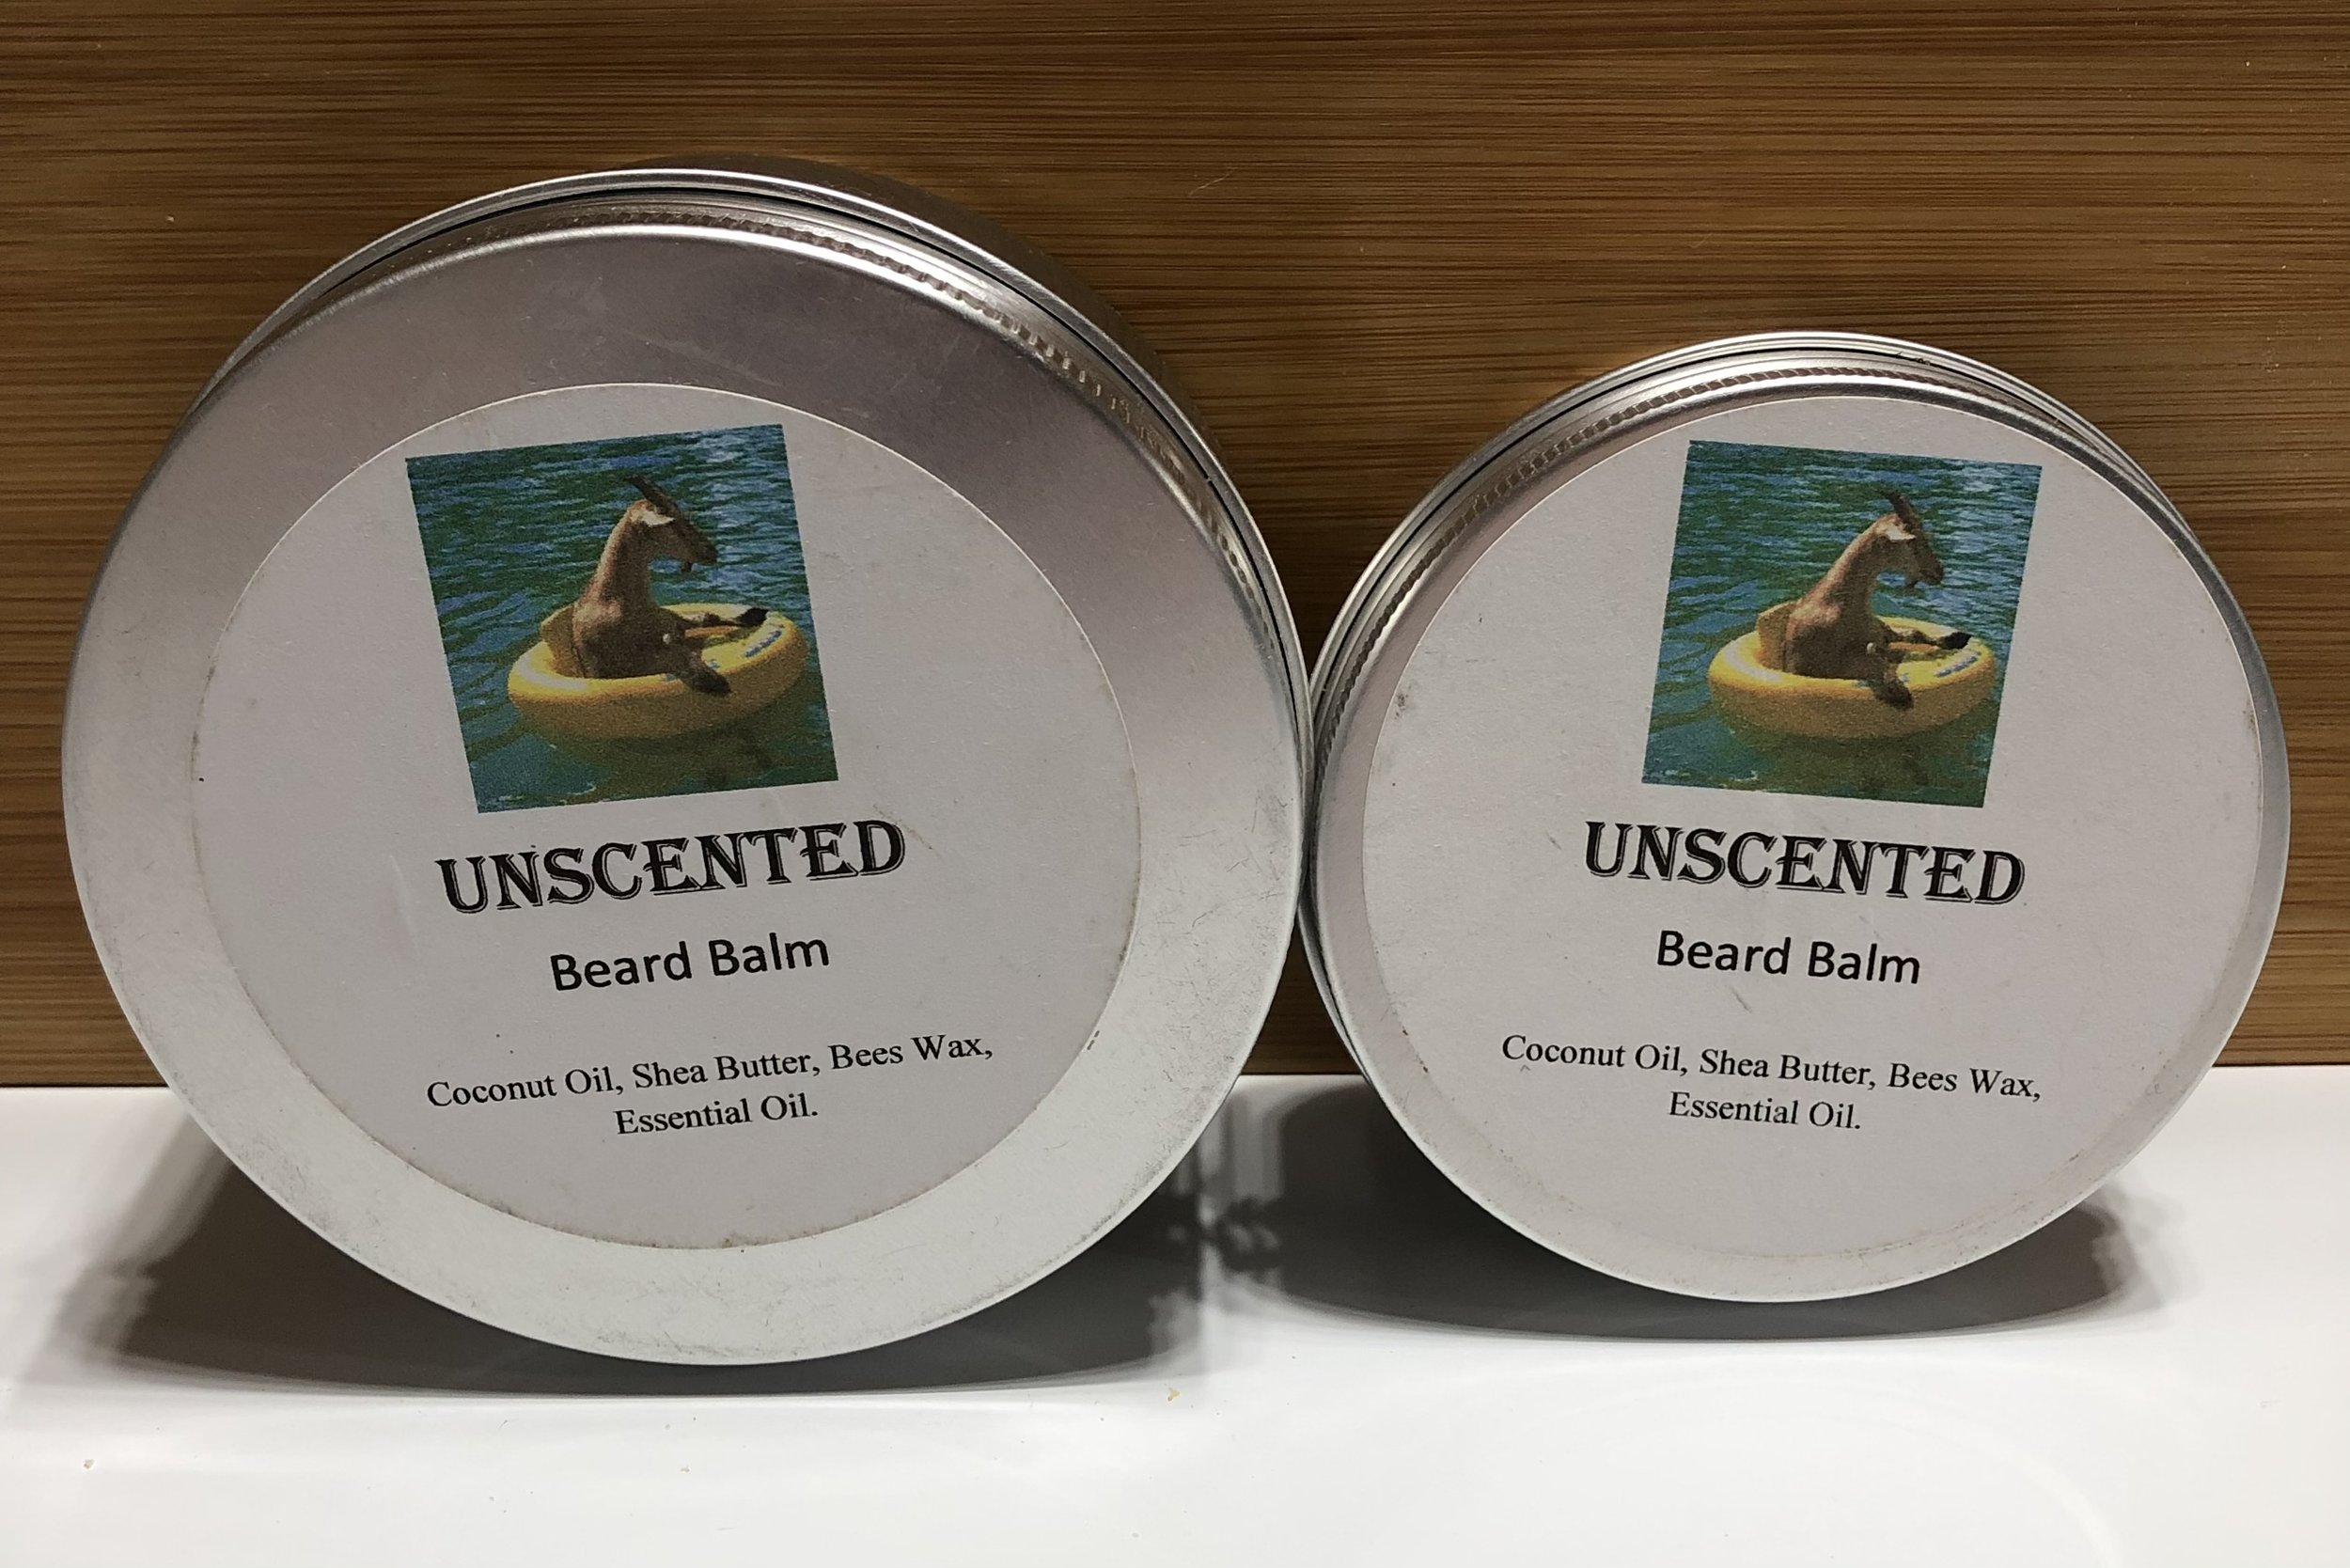 UNSCENTED
Beard Balm
Coconut Oil, Shea Butter, Bees Wax,
Essential Oil.
UNSCENTED
Beard Balm
Coconut Oil, Shea Butter, Bees Wax,
Essential Oil.